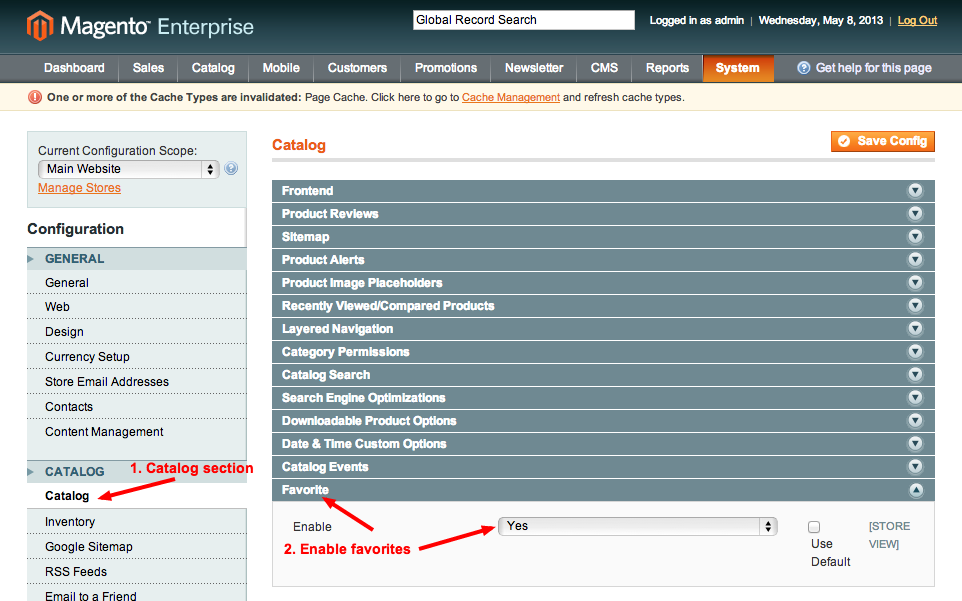 Magento Enterprise
Global Record Search
Logged in as admin | Wednesday, May 8, 2013 | Log Out
Dashboard Sales Catalog Mobile Customers Promotions Newsletter CMS Reports System Get help for this page
One or more of the Cache Types are invalidated: Page Cache. Click here to go to Cache Management and refresh cache types.
Current Configuration Scope:
Main Website
Manage Stores
Configuration
GENERAL
General
Web
Design
Currency Setup
Store Email Addresses
Contacts
Content Management
CATALOG
1. Catalog section
Catalog
Inventory
Google Sitemap
RSS Feeds
Email to a Friend
Catalog
Save Config
Frontend
Product Reviews
Sitemap
Product Alerts
Product Image Placeholders
Recently Viewed/Compared Products
Layered Navigation
Category Permissions
Catalog Search
Search Engine Optimizations
Downloadable Product Options
Date & Time Custom Options
Catalog Events
Favorite
Enable
Yes
Use
Default
[STORE
VIEW]
2. Enable favorites